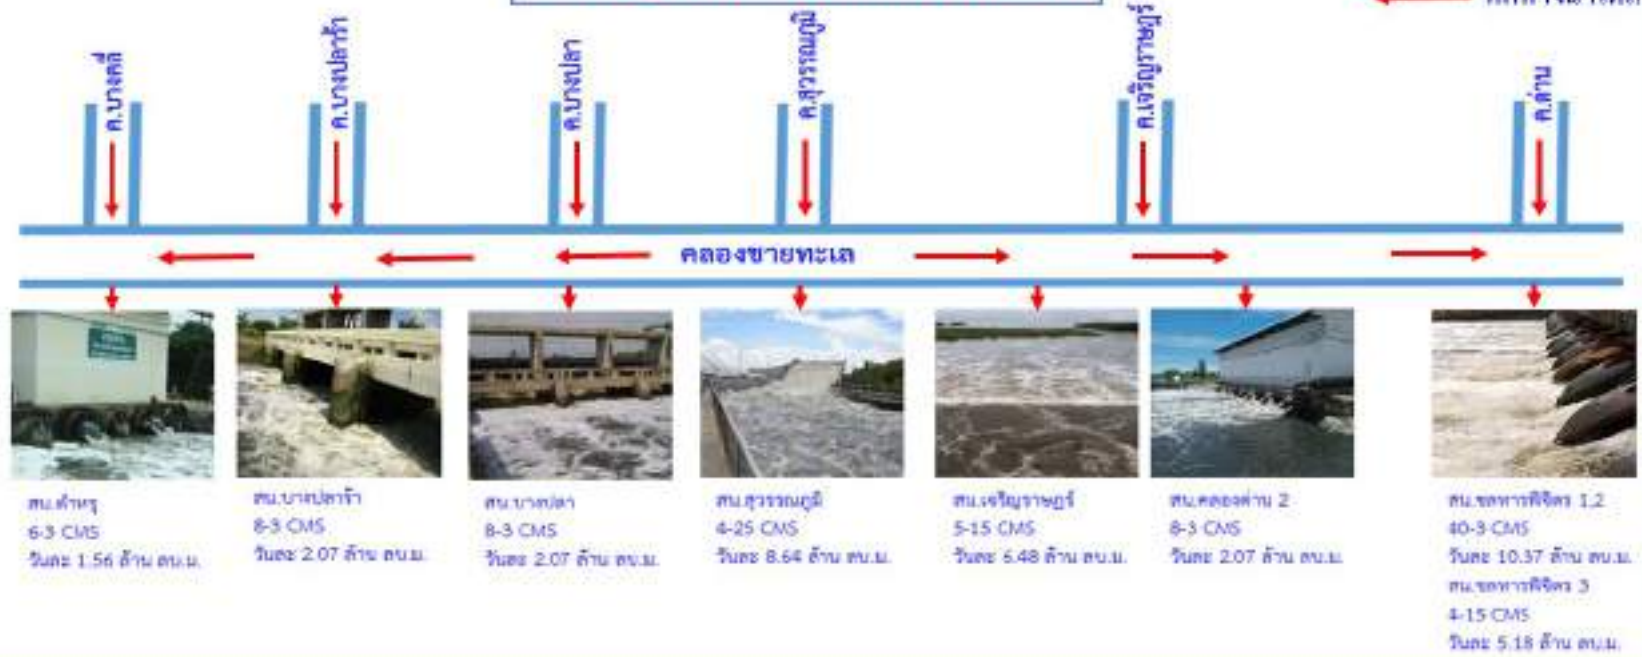 ค.บางคลี่
ค.บางปลาร้า
ค.บางปลา
ค.สุวรรณภูมิ
ค.เจริญราษฎร์
ค.ด่าน
คลองชายทะเล
สน.ตำหรุ
6-3 CMS
วันละ 1.56 ล้าน ลบ.ม.
สน.บางปลาร้า
8-3 CMS
วันละ 2.07 ล้าน ลบ.ม.
สน.บางปลา
8-3 CMS
วันละ 2.07 ล้าน ลบ.ม.
สน.สุวรรณภูมิ
4-25 CMS
วันละ 8.64 ล้าน ลบ.ม.
สน.เจริญราษฎร์
5-15 CMS
วันละ 6.48 ล้าน ลบ.ม.
สน.คลองด่าน 2
8-3 CMS
วันละ 2.07 ล้าน ลบ.ม.
สน.ชลหารพิจิตร 1,2
40-3 CMS
วันละ 10.37 ล้าน ลบ.ม.
สน.ชลหารพิจิตร 3
4-15 CMS
วันละ 5.18 ล้าน ลบ.ม.